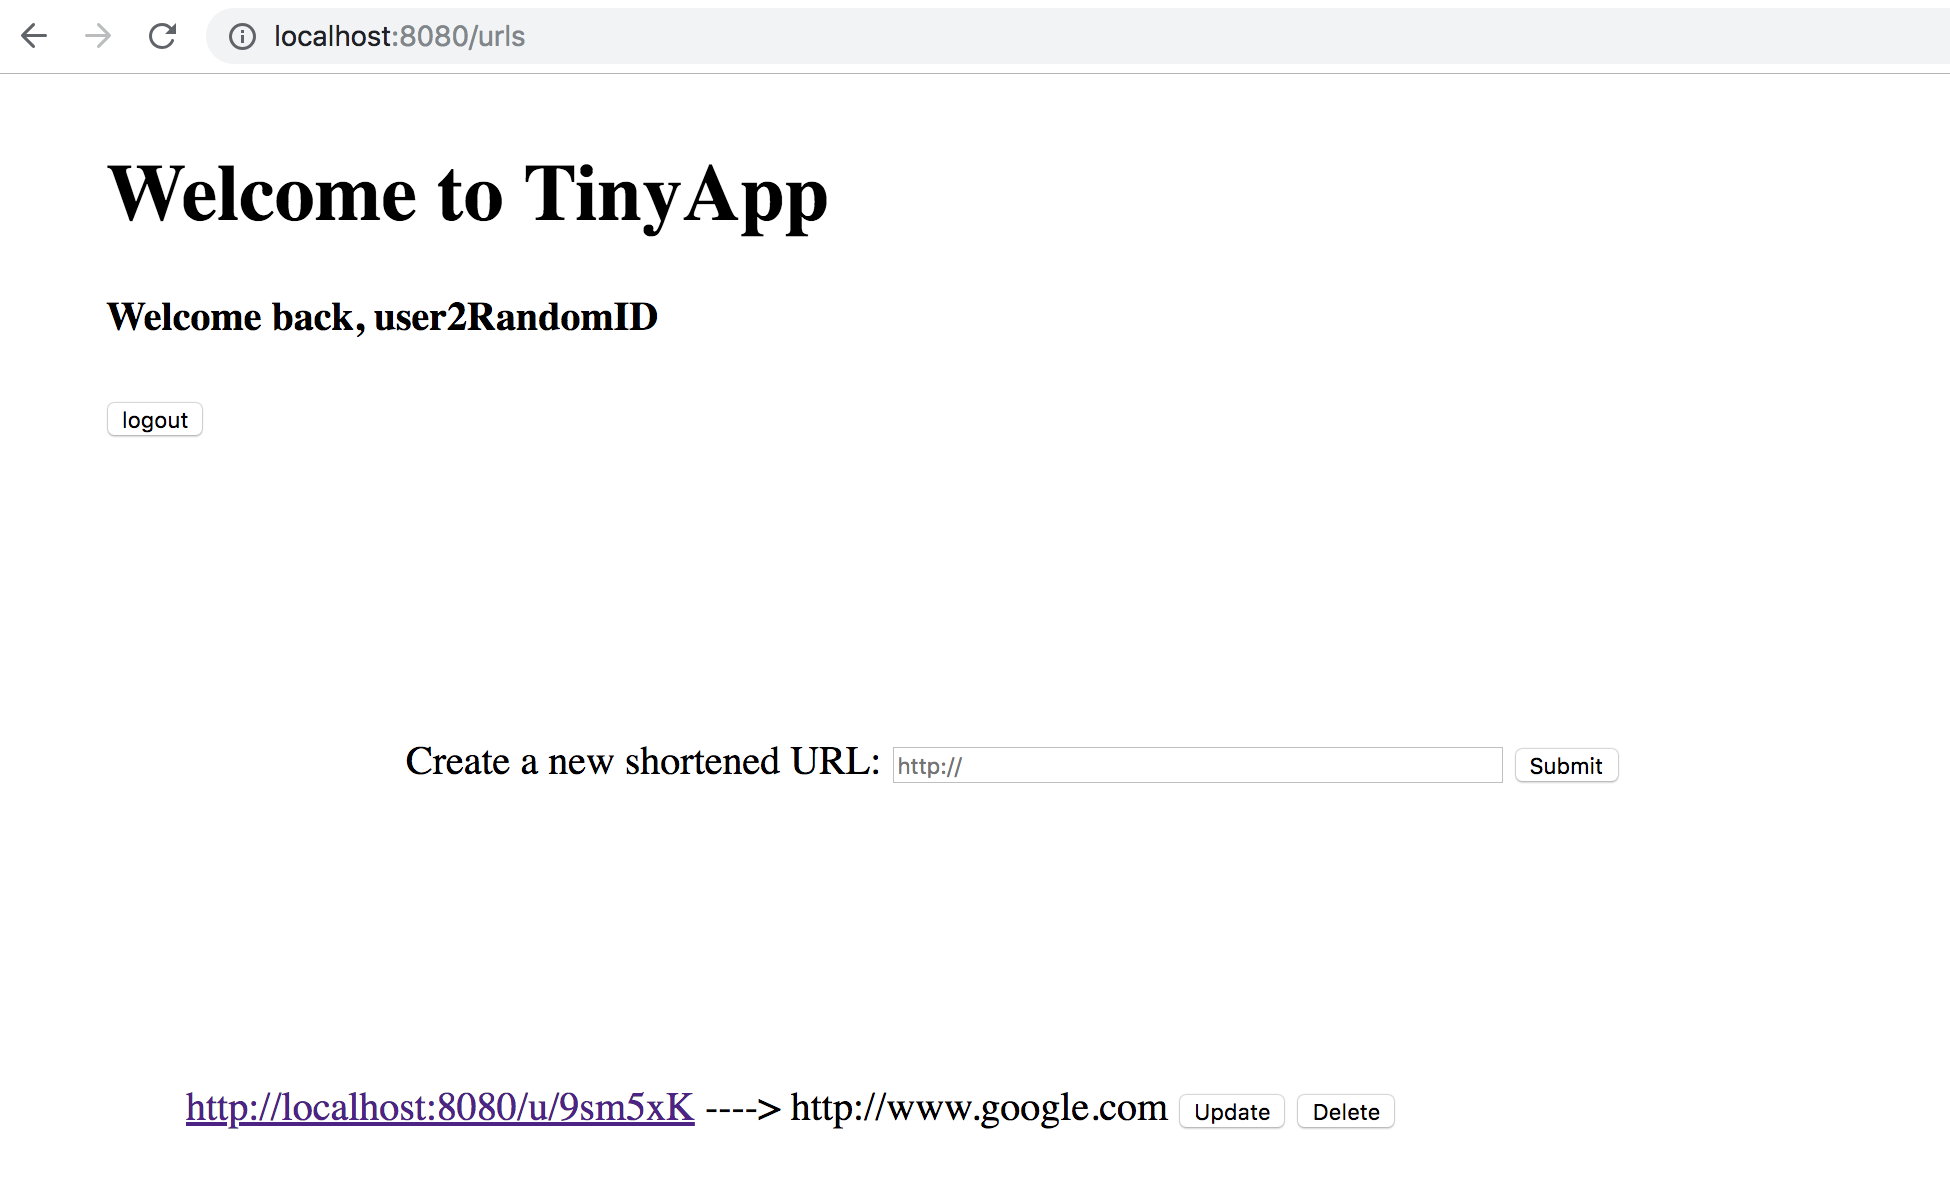 localhost:8080/urls
Welcome to TinyApp
Welcome back, user2RandomID
logout
Create a new shortened URL: http:// Submit
http://localhost:8080/u/9sm5xK ----> http://www.google.com Update Delete